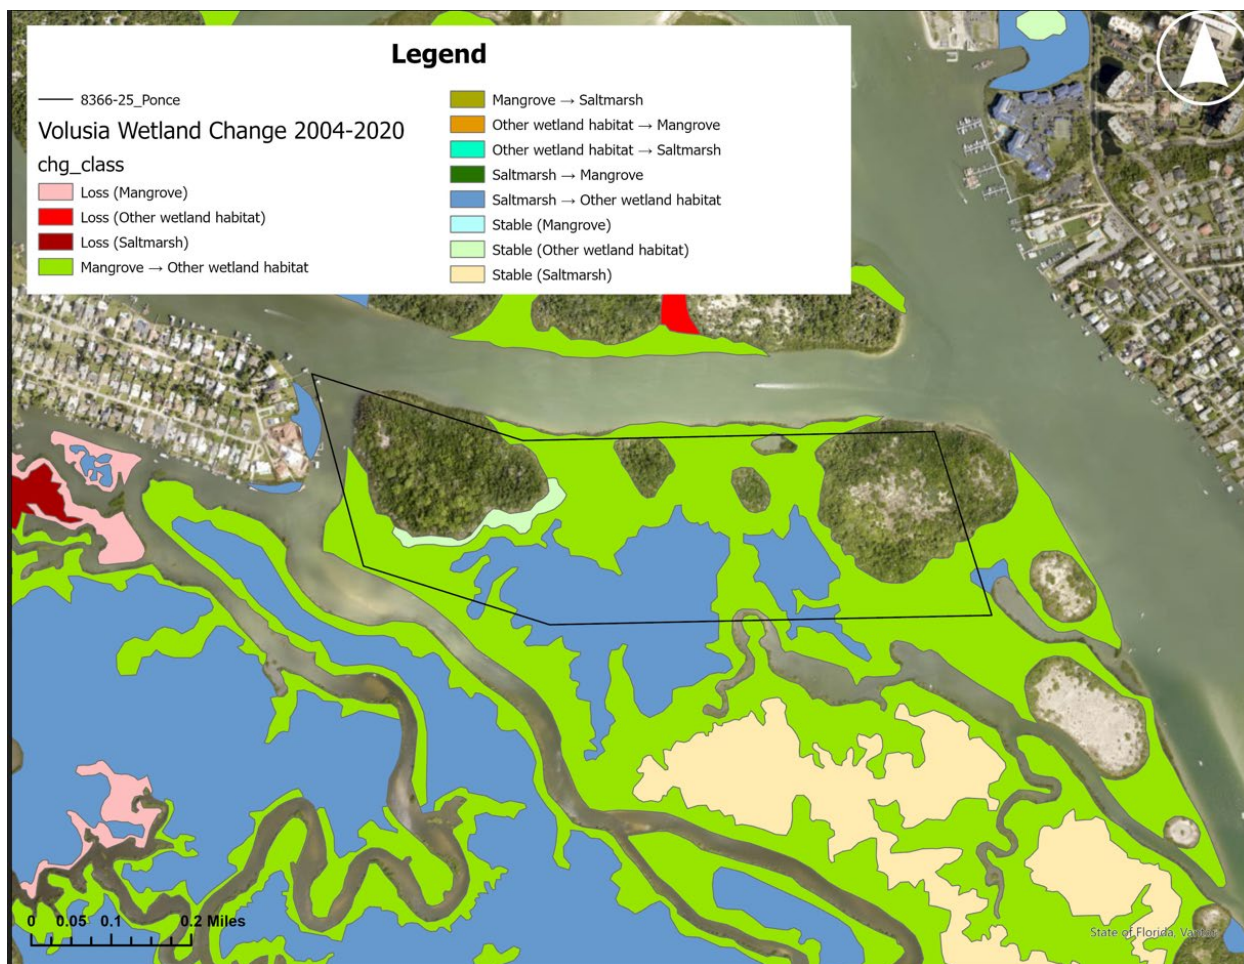 Legend
8366-25_Ponce
Volusia Wetland Change 2004-2020
chg_class
Loss (Mangrove)
Loss (Other wetland habitat)
Loss (Saltmarsh)
Mangrove → Other wetland habitat
Mangrove → Saltmarsh
Other wetland habitat → Mangrove
Other wetland habitat → Saltmarsh
Saltmarsh → Mangrove
Saltmarsh → Other wetland habitat
Stable (Mangrove)
Stable (Other wetland habitat)
Stable (Saltmarsh)
0 0.05 0.1 0.2 Miles
State of Florida,